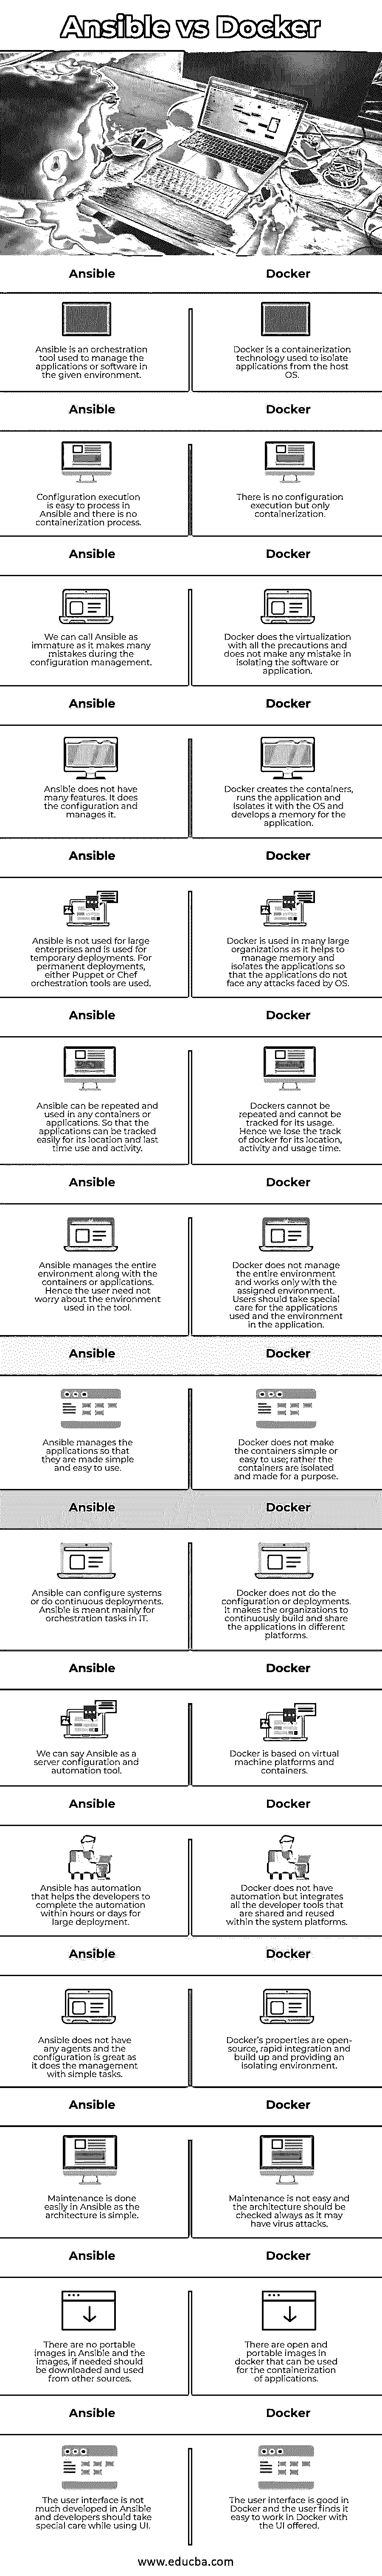 Ansible vs Docker
Ansible
Docker
Ansible is an orchestration
tool used to manage the
applications or software in
the given environment.
Docker is a containerization
technology used to isolate
applications from the host
OS.
Ansible
Docker
Configuration execution
is easy to process in
Ansible and there is no
containerization process.
There is no configuration
execution but only
containerization.
Ansible
Docker
We can call Ansible as
immature as it makes many
mistakes during the
configuration management.
Docker does the virtualization
with all the precautions and
does not make any mistake in
isolating the software or
application.
Ansible
Docker
Ansible does not have
many features. It does
the configuration and
manages it.
Docker creates the containers,
runs the application and
isolates it with the OS and
develops a memory for the
application.
Ansible
Docker
Ansible is not used for large
enterprises and is used for
temporary deployments. For
permanent deployments,
either Puppet or Chef
orchestration tools are used.
Docker is used in many large
organizations as it helps to
manage memory and
isolates the applications so
that the applications do not
face any attacks faced by OS.
Ansible
Docker
Ansible can be repeated and
used in any containers or
applications. So that the
applications can be tracked
easily for its location and last
time use and activity.
Dockers cannot be
repeated and cannot be
tracked for its usage.
Hence we lose the track
of docker for its location,
activity and usage time.
Ansible
Docker
Ansible manages the entire
environment along with the
containers or applications.
Hence the user need not
worry about the environment
used in the tool.
Docker does not manage
the entire environment
and works only with the
assigned environment.
Users should take special
care for the applications
used and the environment
in the application.
Ansible
Docker
Ansible manages the
applications so that
they are made simple
and easy to use.
Docker does not make
the containers simple or
easy to use; rather the
containers are isolated
and made for a purpose.
Ansible
Docker
Ansible can configure systems
or do continuous deployments.
Ansible is meant mainly for
orchestration tasks in IT.
Docker does not do the
configuration or deployments.
It makes the organizations to
continuously build and share
the applications in different
platforms.
Ansible
Docker
We can say Ansible as a
server configuration and
automation tool.
Docker is based on virtual
machine platforms and
containers.
Ansible
Docker
Ansible has automation
that helps the developers to
complete the automation
within hours or days for
large deployment.
Docker does not have
automation but integrates
all the developer tools that
are shared and reused
within the system platforms.
Ansible
Docker
Ansible does not have
any agents and the
configuration is great as
it does the management
with simple tasks.
Docker's properties are open-
source, rapid integration and
build up and providing an
isolating environment.
Ansible
Docker
Maintenance is done
easily in Ansible as the
architecture is simple.
Maintenance is not easy and
the architecture should be
checked always as it may
have virus attacks.
Ansible
Docker
There are no portable
images in Ansible and the
images, if needed should
be downloaded and used
from other sources.
There are open and
portable images in
docker that can be used
for the containerization
of applications.
Ansible
Docker
The user interface is not
much developed in Ansible
and developers should take
special care while using UI.
The user interface is good in
Docker and the user finds it
easy to work in Docker with
the UI offered.
www.educba.com